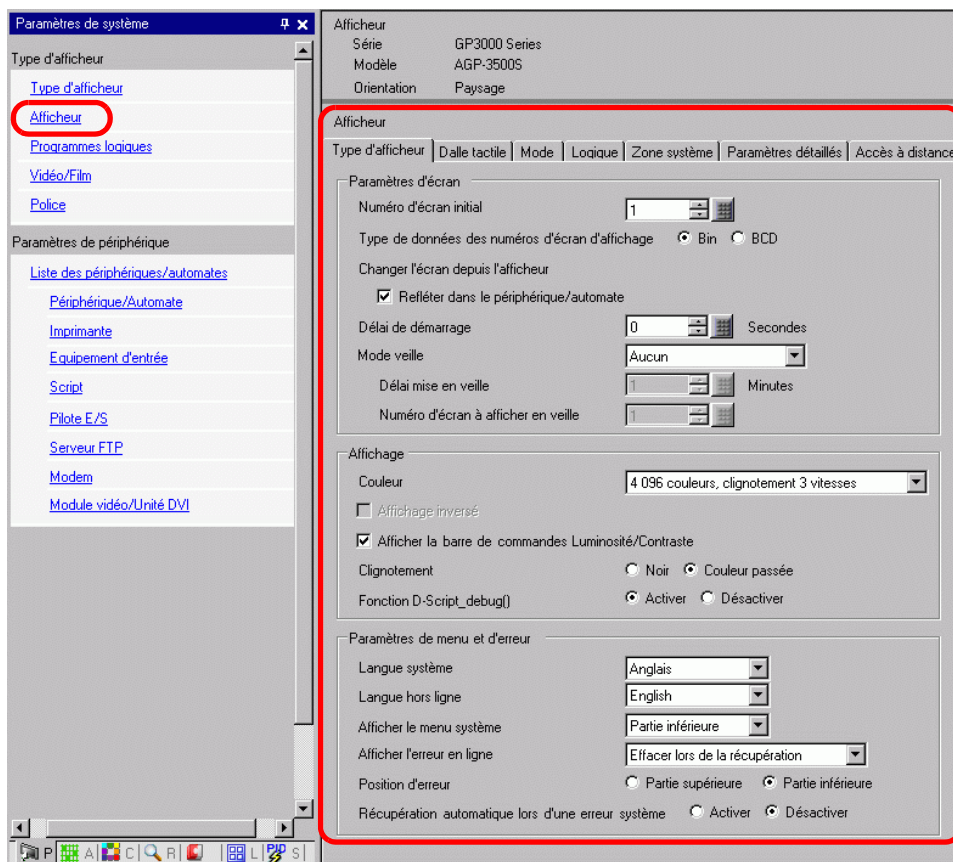 Paramètres de système
Type d'afficheur
Type d'afficheur
Afficheur
Programmes logiques
Vidéo/Film
Police
Paramètres de périphérique
Liste des périphériques/automates
Périphérique/Automate
Imprimante
Equipement d'entrée
Script
Pilote E/S
Serveur FTP
Modem
Module vidéo/Unité DVI
P A C R L S
Afficheur
Série GP3000 Series
Modèle AGP-3500S
Orientation Paysage
Afficheur
Type d'afficheur Dalle tactile Mode Logique Zone système Paramètres détaillés Accès à distance
Paramètres d'écran
Numéro d'écran initial 1
Type de données des numéros d'écran d'affichage Bin BCD
Changer l'écran depuis l'afficheur
Refléter dans le périphérique/automate
Délai de démarrage 0 Secondes
Mode veille Aucun
Délai mise en veille 1 Minutes
Numéro d'écran à afficher en veille 1
Affichage
Couleur 4 096 couleurs, clignotement 3 vitesses
Affichage inversé
Afficher la barre de commandes Luminosité/Contraste
Clignotement Noir Couleur passée
Fonction D-Script_debug() Activer Désactiver
Paramètres de menu et d'erreur
Langue système Anglais
Langue hors ligne English
Afficher le menu système Partie inférieure
Afficher l'erreur en ligne Effacer lors de la récupération
Position d'erreur Partie supérieure Partie inférieure
Récupération automatique lors d'une erreur système Activer Désactiver